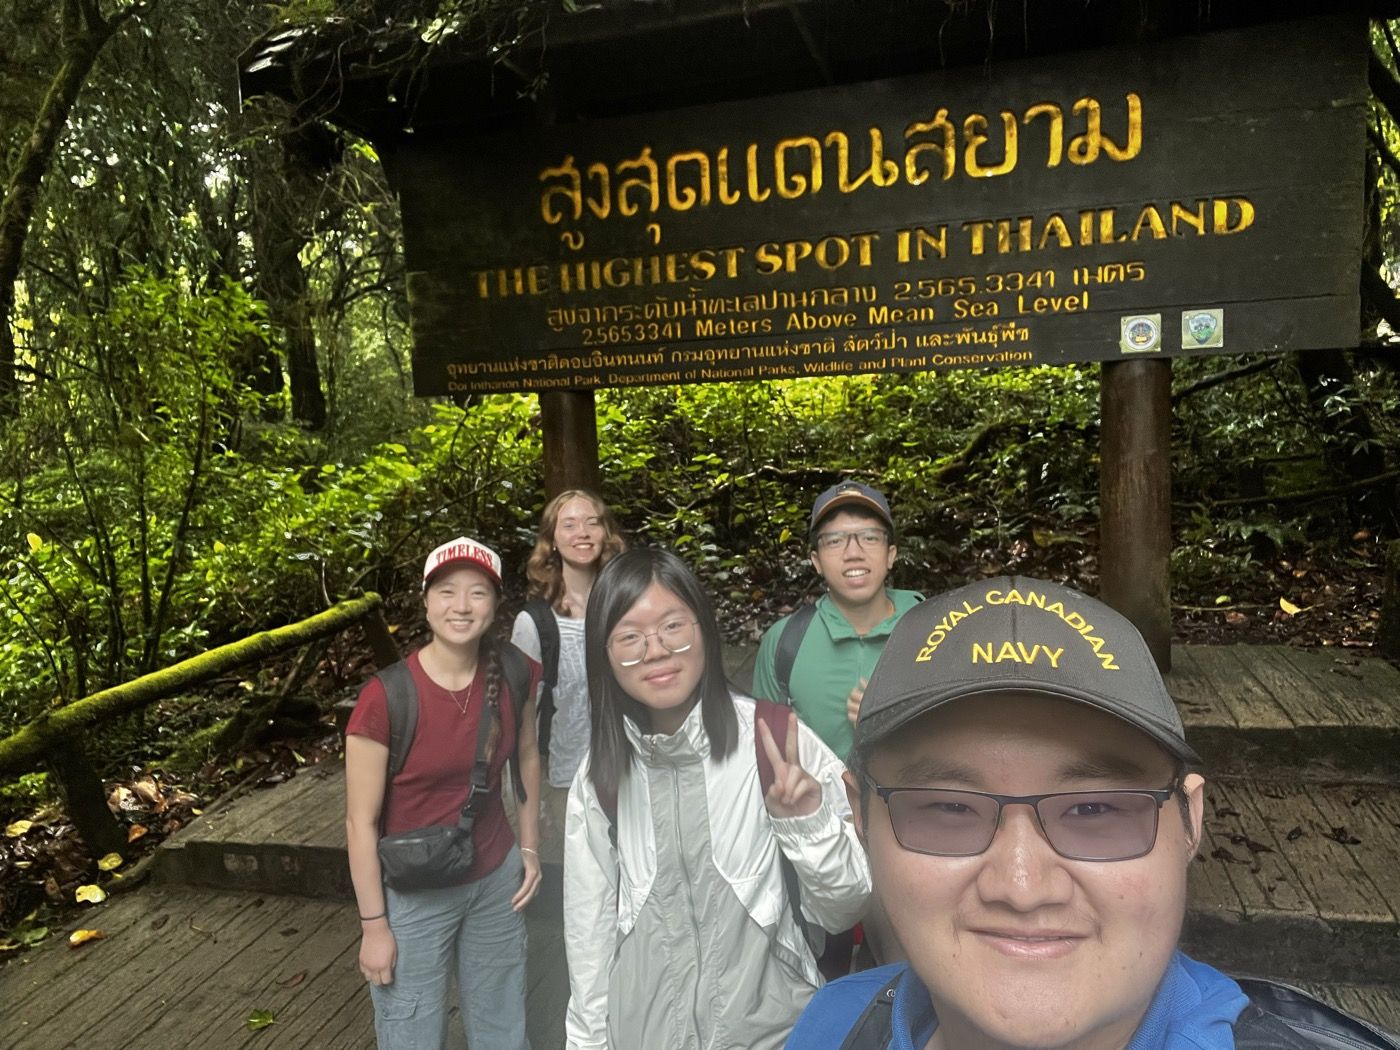 สูงสุดแดนสยาม
THE HIGHEST SPOT IN THAILAND
สูงจากระดับน้ำทะเลปานกลาง 2,565.3341 เมตร
2,565.3341 Meters Above Mean Sea Level
อุทยานแห่งชาติดอยอินทนนท์ กรมอุทยานแห่งชาติ สัตว์ป่า และพันธุ์พืช
Doi Inthanon National Park, Department of National Parks, Wildlife and Plant Conservation
TIMELESS
ROYAL CANADIAN
NAVY